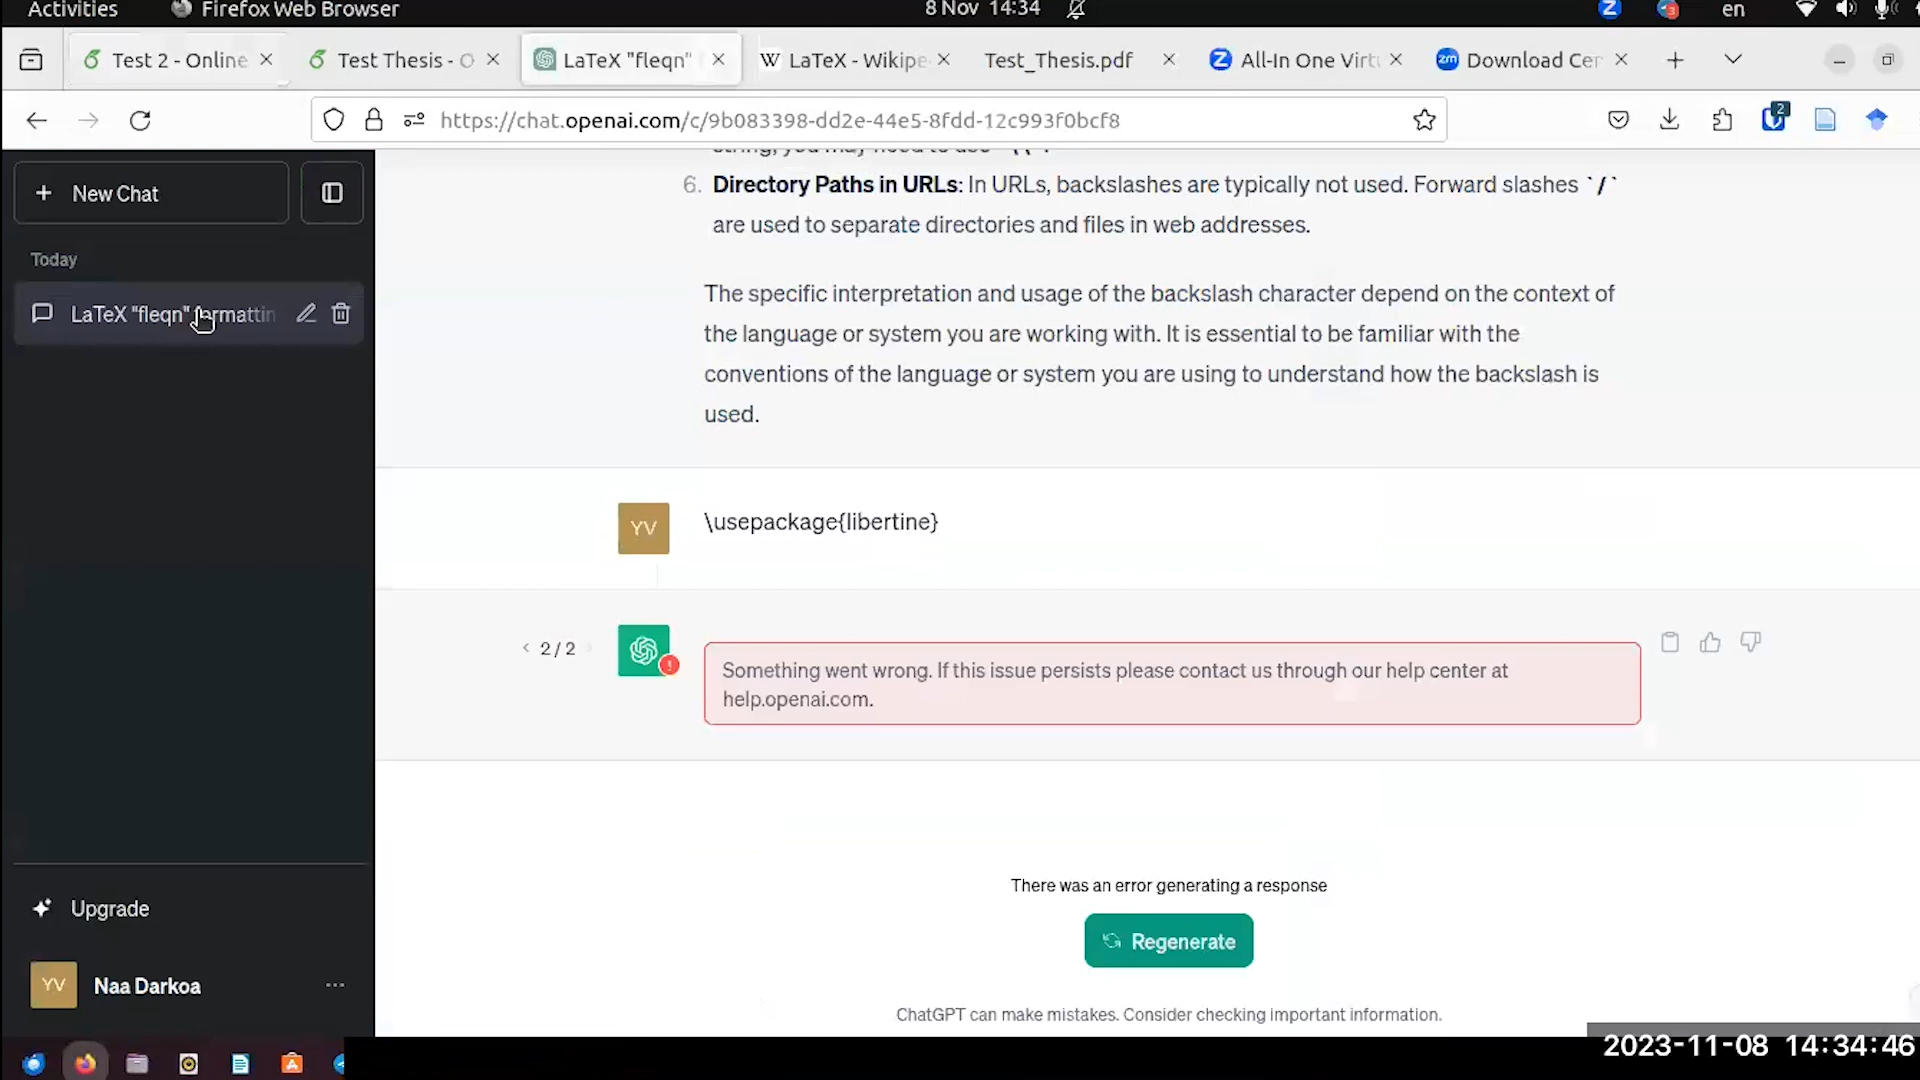 Activities Firefox Web Browser 8 Nov 14:34 en
Test 2 - Online Test Thesis - O LaTeX "fleqn" LaTeX - Wikipe Test_Thesis.pdf All-In One Virtu Download Cen
https://chat.openai.com/c/9b083398-dd2e-44e5-8fdd-12c993f0bcf8 2
New Chat
Today
LaTeX "fleqn" formattin
6. Directory Paths in URLs: In URLs, backslashes are typically not used. Forward slashes `/`
are used to separate directories and files in web addresses.
The specific interpretation and usage of the backslash character depend on the context of
the language or system you are working with. It is essential to be familiar with the
conventions of the language or system you are using to understand how the backslash is
used.
YV \usepackage{libertine}
2 / 2
Something went wrong. If this issue persists please contact us through our help center at
help.openai.com.
There was an error generating a response
Regenerate
ChatGPT can make mistakes. Consider checking important information.
Upgrade
YV Naa Darkoa
2023-11-08 14:34:46